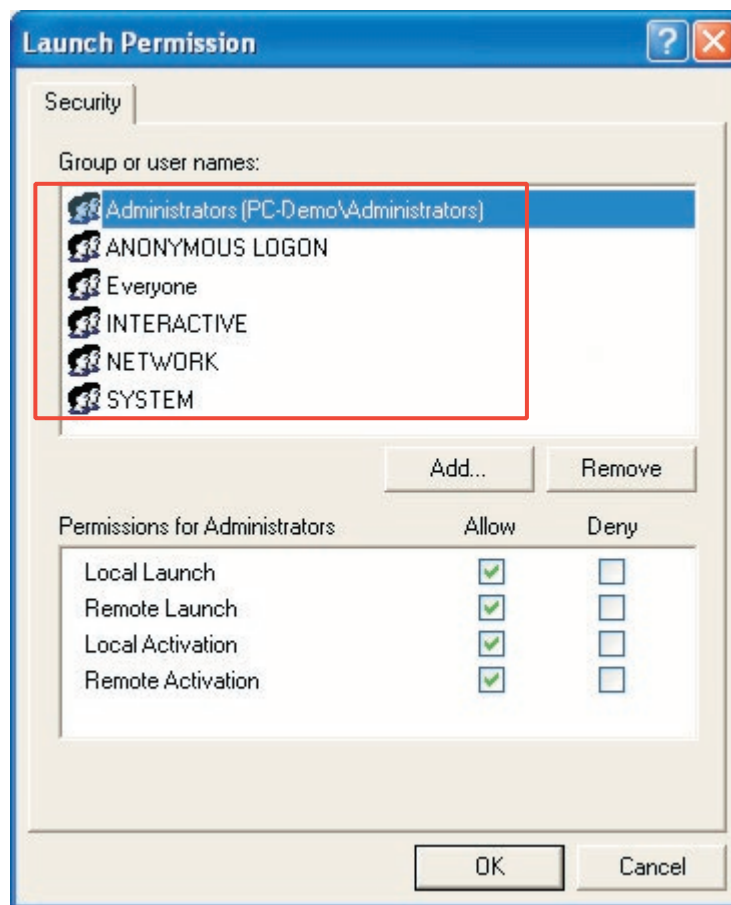 Launch Permission
Security
Group or user names:
Administrators (PC-Demo\Administrators)
ANONYMOUS LOGON
Everyone
INTERACTIVE
NETWORK
SYSTEM
Add... Remove
Permissions for Administrators Allow Deny
Local Launch
Remote Launch
Local Activation
Remote Activation
OK Cancel